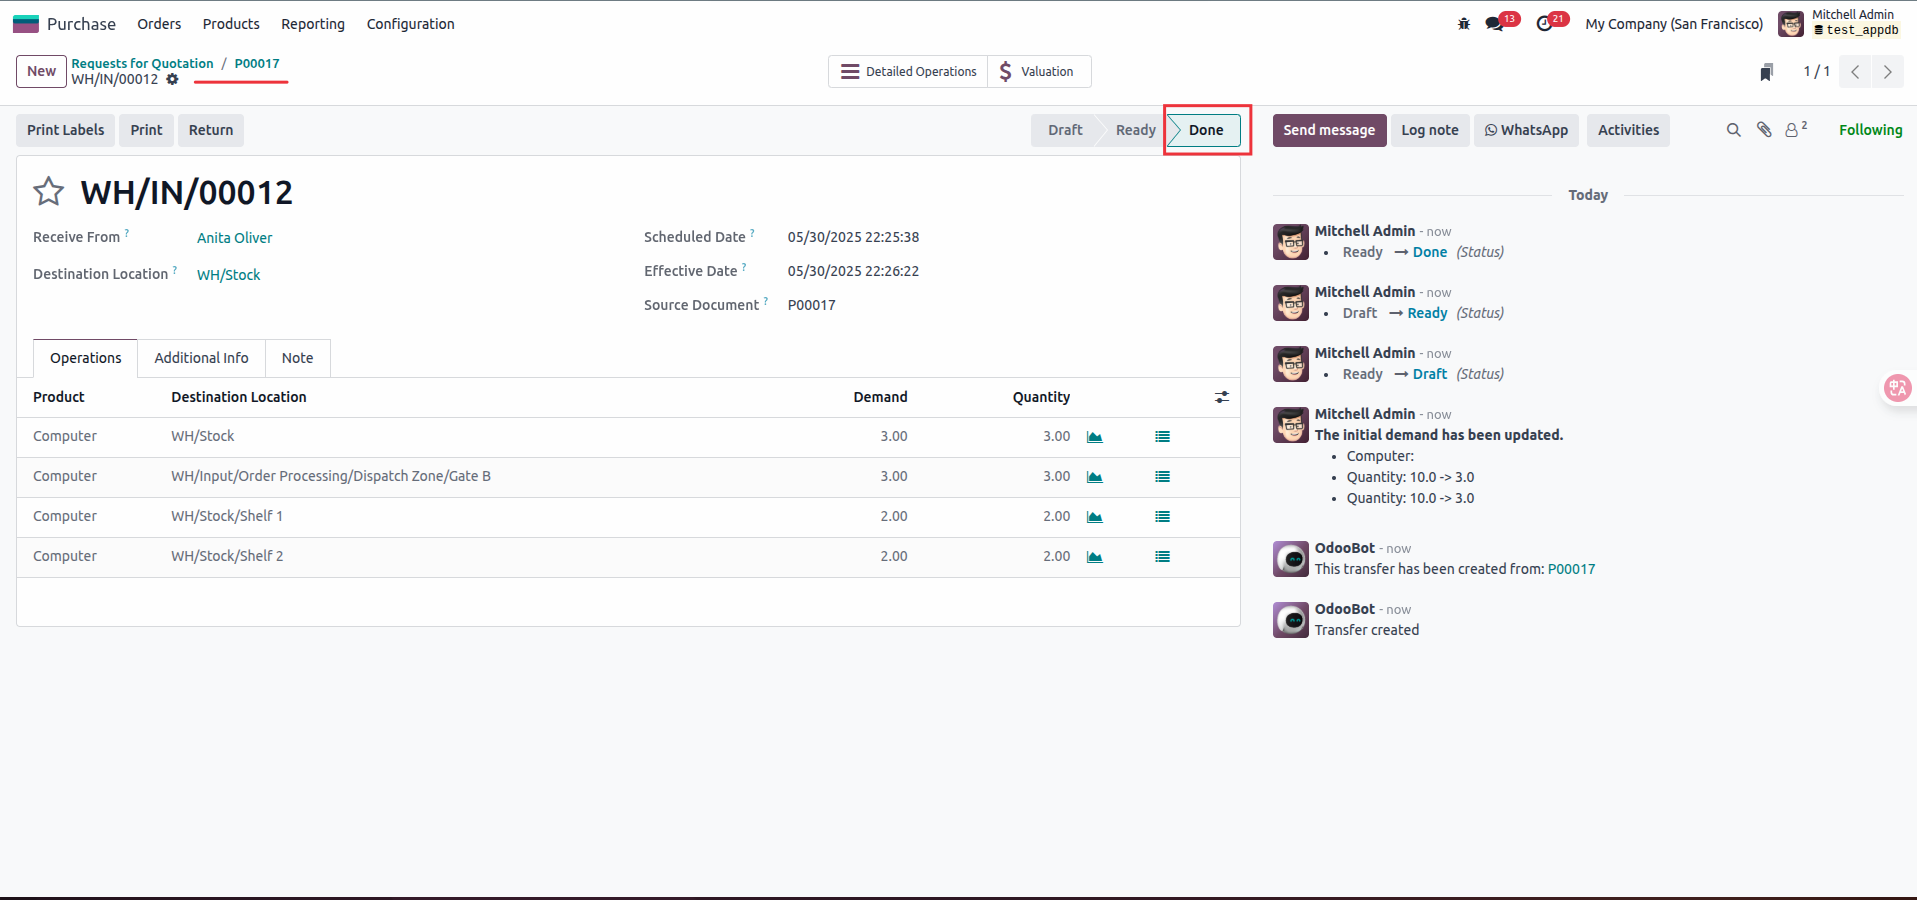 Purchase Orders Products Reporting Configuration 13 21 My Company (San Francisco) Mitchell Admin
test_appdb
New Requests for Quotation / P00017
WH/IN/00012
Detailed Operations Valuation 1 / 1
Print Labels Print Return Draft Ready Done
Send message Log note WhatsApp Activities 2 Following
WH/IN/00012
Receive From ? Anita Oliver
Destination Location ? WH/Stock
Scheduled Date ? 05/30/2025 22:25:38
Effective Date ? 05/30/2025 22:26:22
Source Document ? P00017
Operations Additional Info Note
Product Destination Location Demand Quantity
Computer WH/Stock 3.00 3.00
Computer WH/Input/Order Processing/Dispatch Zone/Gate B 3.00 3.00
Computer WH/Stock/Shelf 1 2.00 2.00
Computer WH/Stock/Shelf 2 2.00 2.00
Today
Mitchell Admin - now
• Ready → Done (Status)
Mitchell Admin - now
• Draft → Ready (Status)
Mitchell Admin - now
• Ready → Draft (Status)
Mitchell Admin - now
The initial demand has been updated.
• Computer:
• Quantity: 10.0 -> 3.0
• Quantity: 10.0 -> 3.0
OdooBot - now
This transfer has been created from: P00017
OdooBot - now
Transfer created
中A